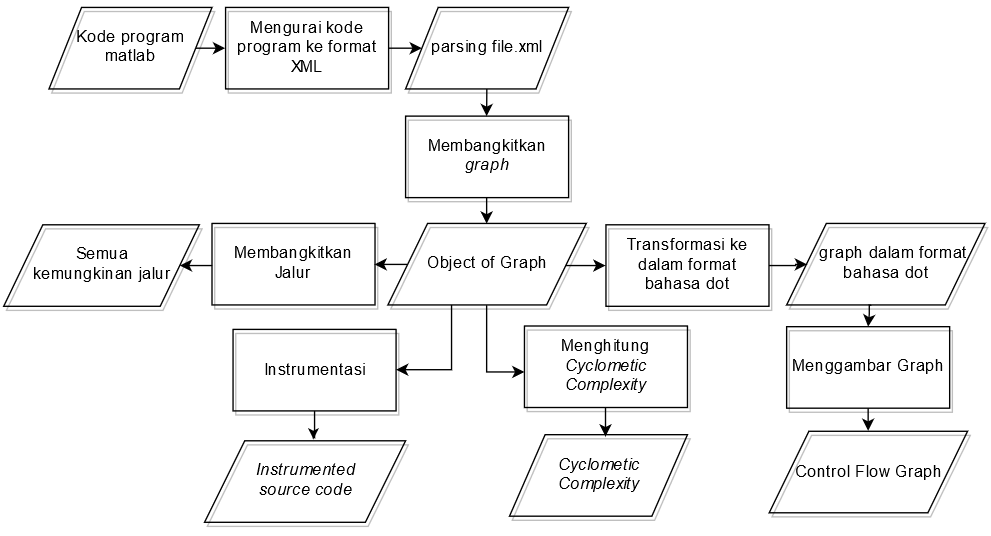 Kode program
matlab
Mengurai kode
program ke format
XML
parsing file.xml
Membangkitkan
graph
Semua
kemungkinan jalur
Membangkitkan
Jalur
Object of Graph
Transformasi ke
dalam format
bahasa dot
graph dalam format
bahasa dot
Instrumentasi
Menghitung
Cyclometic
Complexity
Menggambar Graph
Instrumented
source code
Cyclometic
Complexity
Control Flow Graph